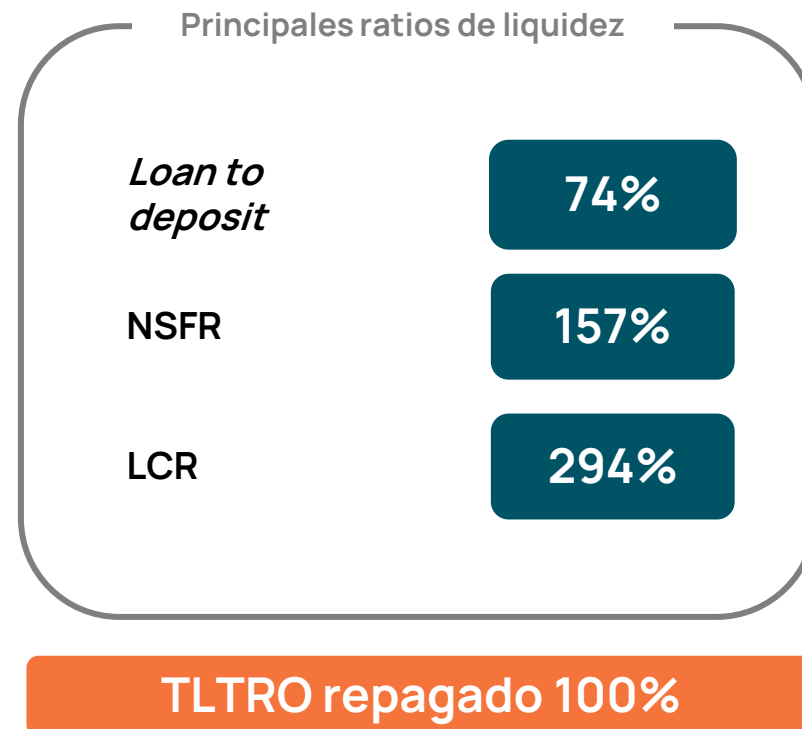 Principales ratios de liquidez
Loan to
deposit
74%
NSFR
157%
LCR
294%
TLTRO repagado 100%